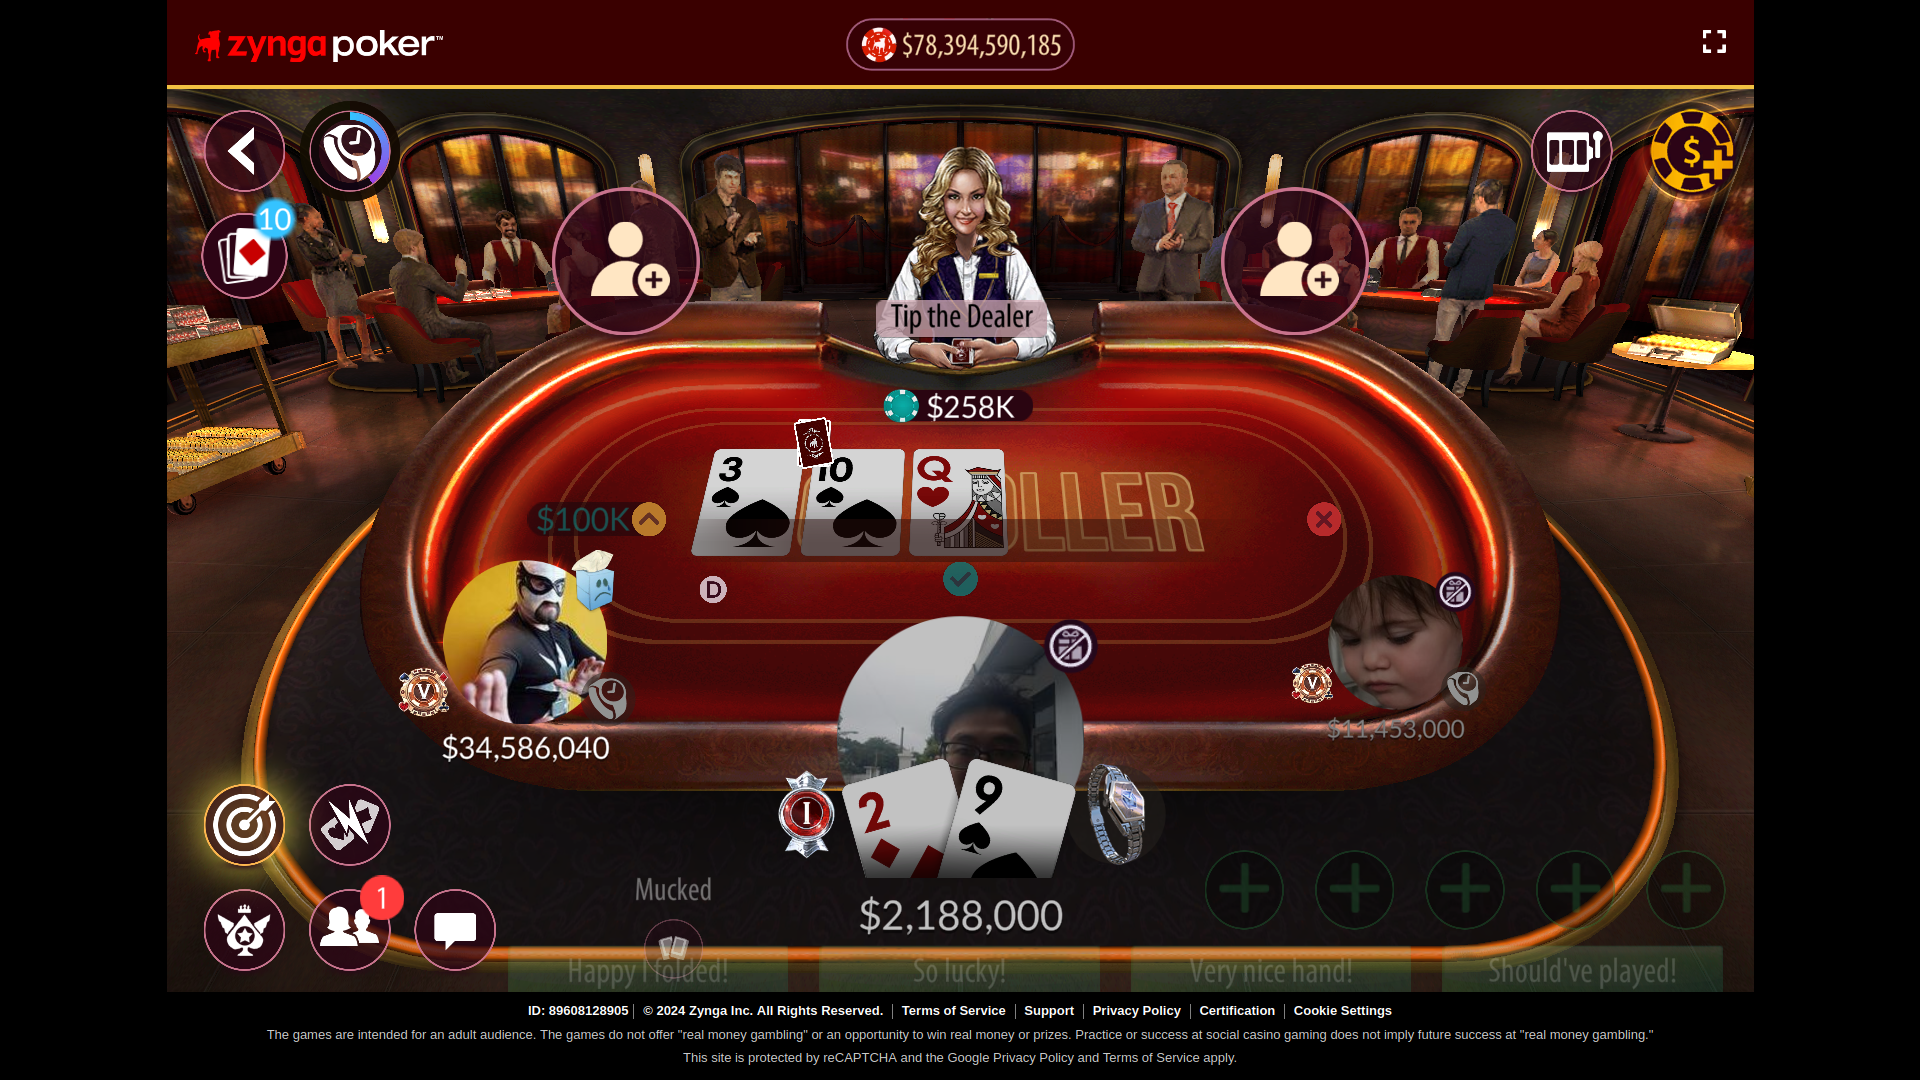 zynga poker™
$78,394,590,185
10
Tip the Dealer
$258K
3
10
Q
LLER
$100K
D
V
V
$34,586,040
$11,453,000
I
2
9
Mucked
$2,188,000
1
Happy I folded!
So lucky!
Very nice hand!
Should've played!
ID: 89608128905 | © 2024 Zynga Inc. All Rights Reserved. | Terms of Service | Support | Privacy Policy | Certification | Cookie Settings
The games are intended for an adult audience. The games do not offer "real money gambling" or an opportunity to win real money or prizes. Practice or success at social casino gaming does not imply future success at "real money gambling."
This site is protected by reCAPTCHA and the Google Privacy Policy and Terms of Service apply.